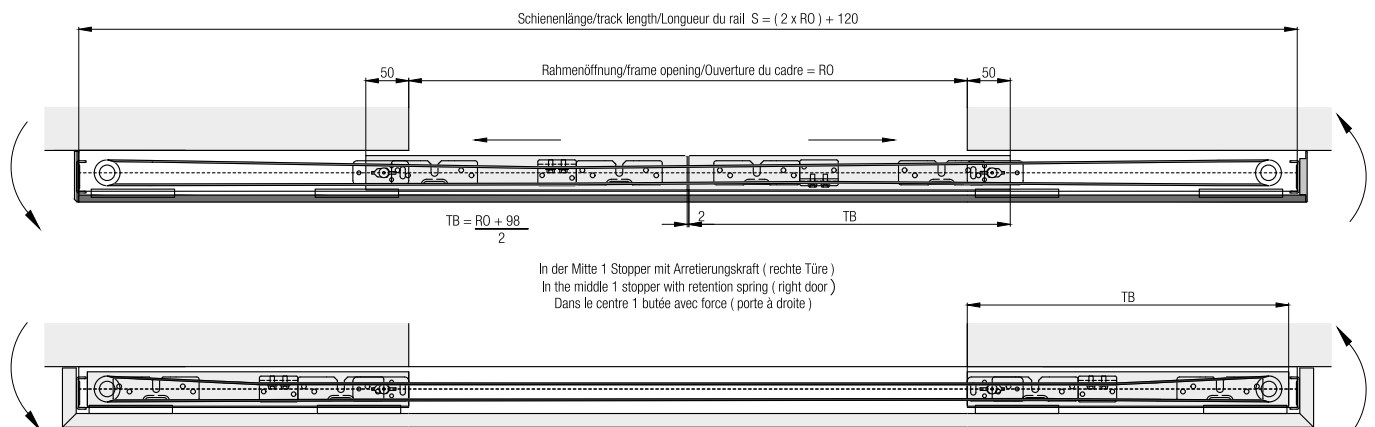 Schienenlänge/track length/Longueur du rail S = ( 2 x RO ) + 120
50
Rahmenöffnung/frame opening/Ouverture du cadre = RO
50
TB = RO + 98
2
2
TB
In der Mitte 1 Stopper mit Arretierungskraft ( rechte Türe )
In the middle 1 stopper with retention spring ( right door )
Dans le centre 1 butée avec force ( porte à droite )
TB